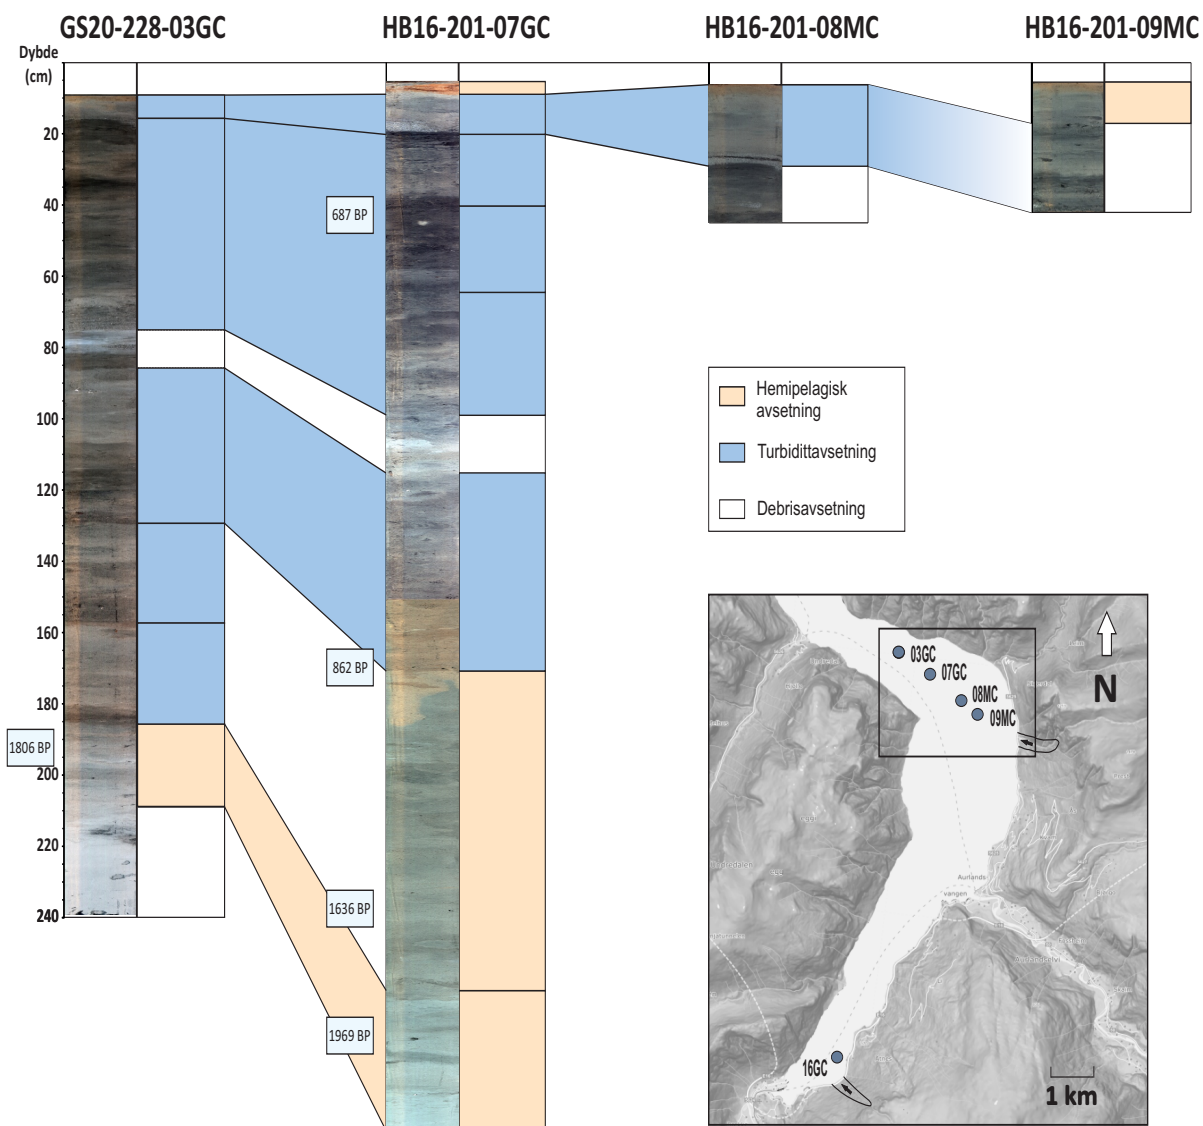 GS20-228-03GC
HB16-201-07GC
HB16-201-08MC
HB16-201-09MC
Dybde
(cm)
20
40
60
80
100
120
140
160
180
200
220
240
687 BP
862 BP
1806 BP
1636 BP
1969 BP
Hemipelagisk
avsetning
Turbidittavsetning
Debrisavsetning
03GC
07GC
08MC
09MC
N
Aurlands
vangen
16GC
1 km